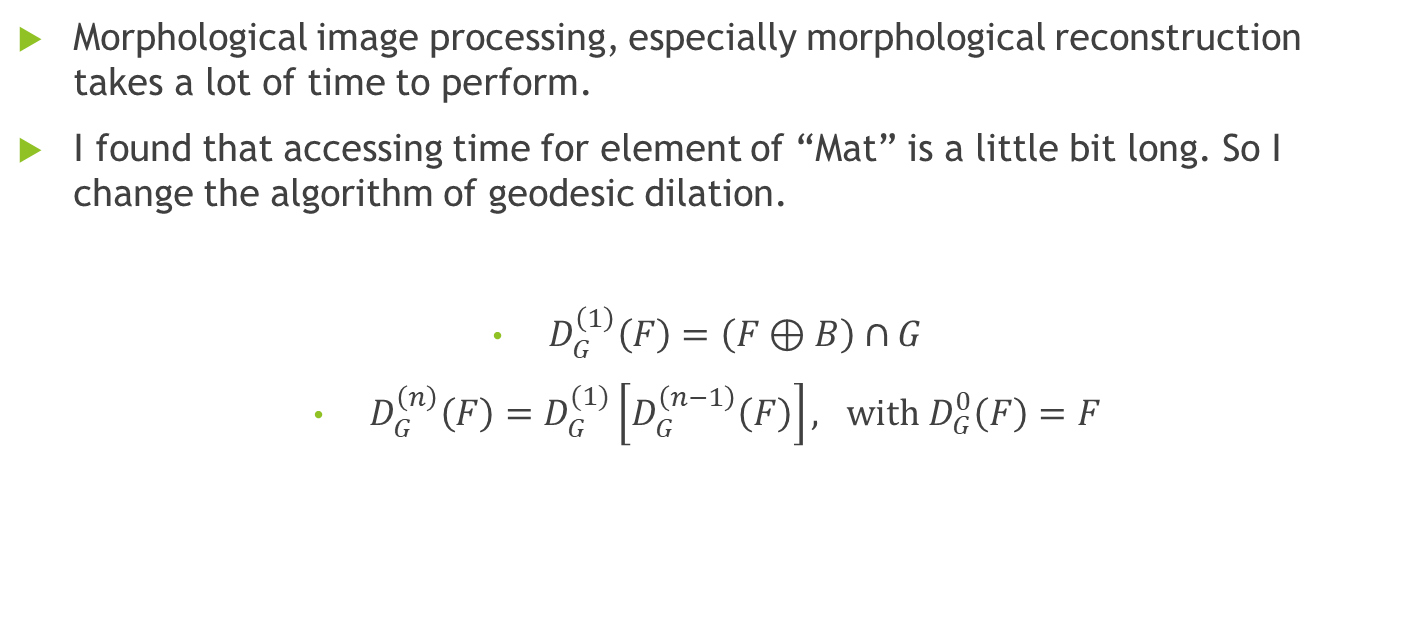 ▶ Morphological image processing, especially morphological reconstruction
takes a lot of time to perform.
▶ I found that accessing time for element of “Mat” is a little bit long. So I
change the algorithm of geodesic dilation.
• D_G^{(1)}(F) = (F ⊕ B) ∩ G
• D_G^{(n)}(F) = D_G^{(1)} [D_G^{(n−1)}(F)], with D_G^0(F) = F